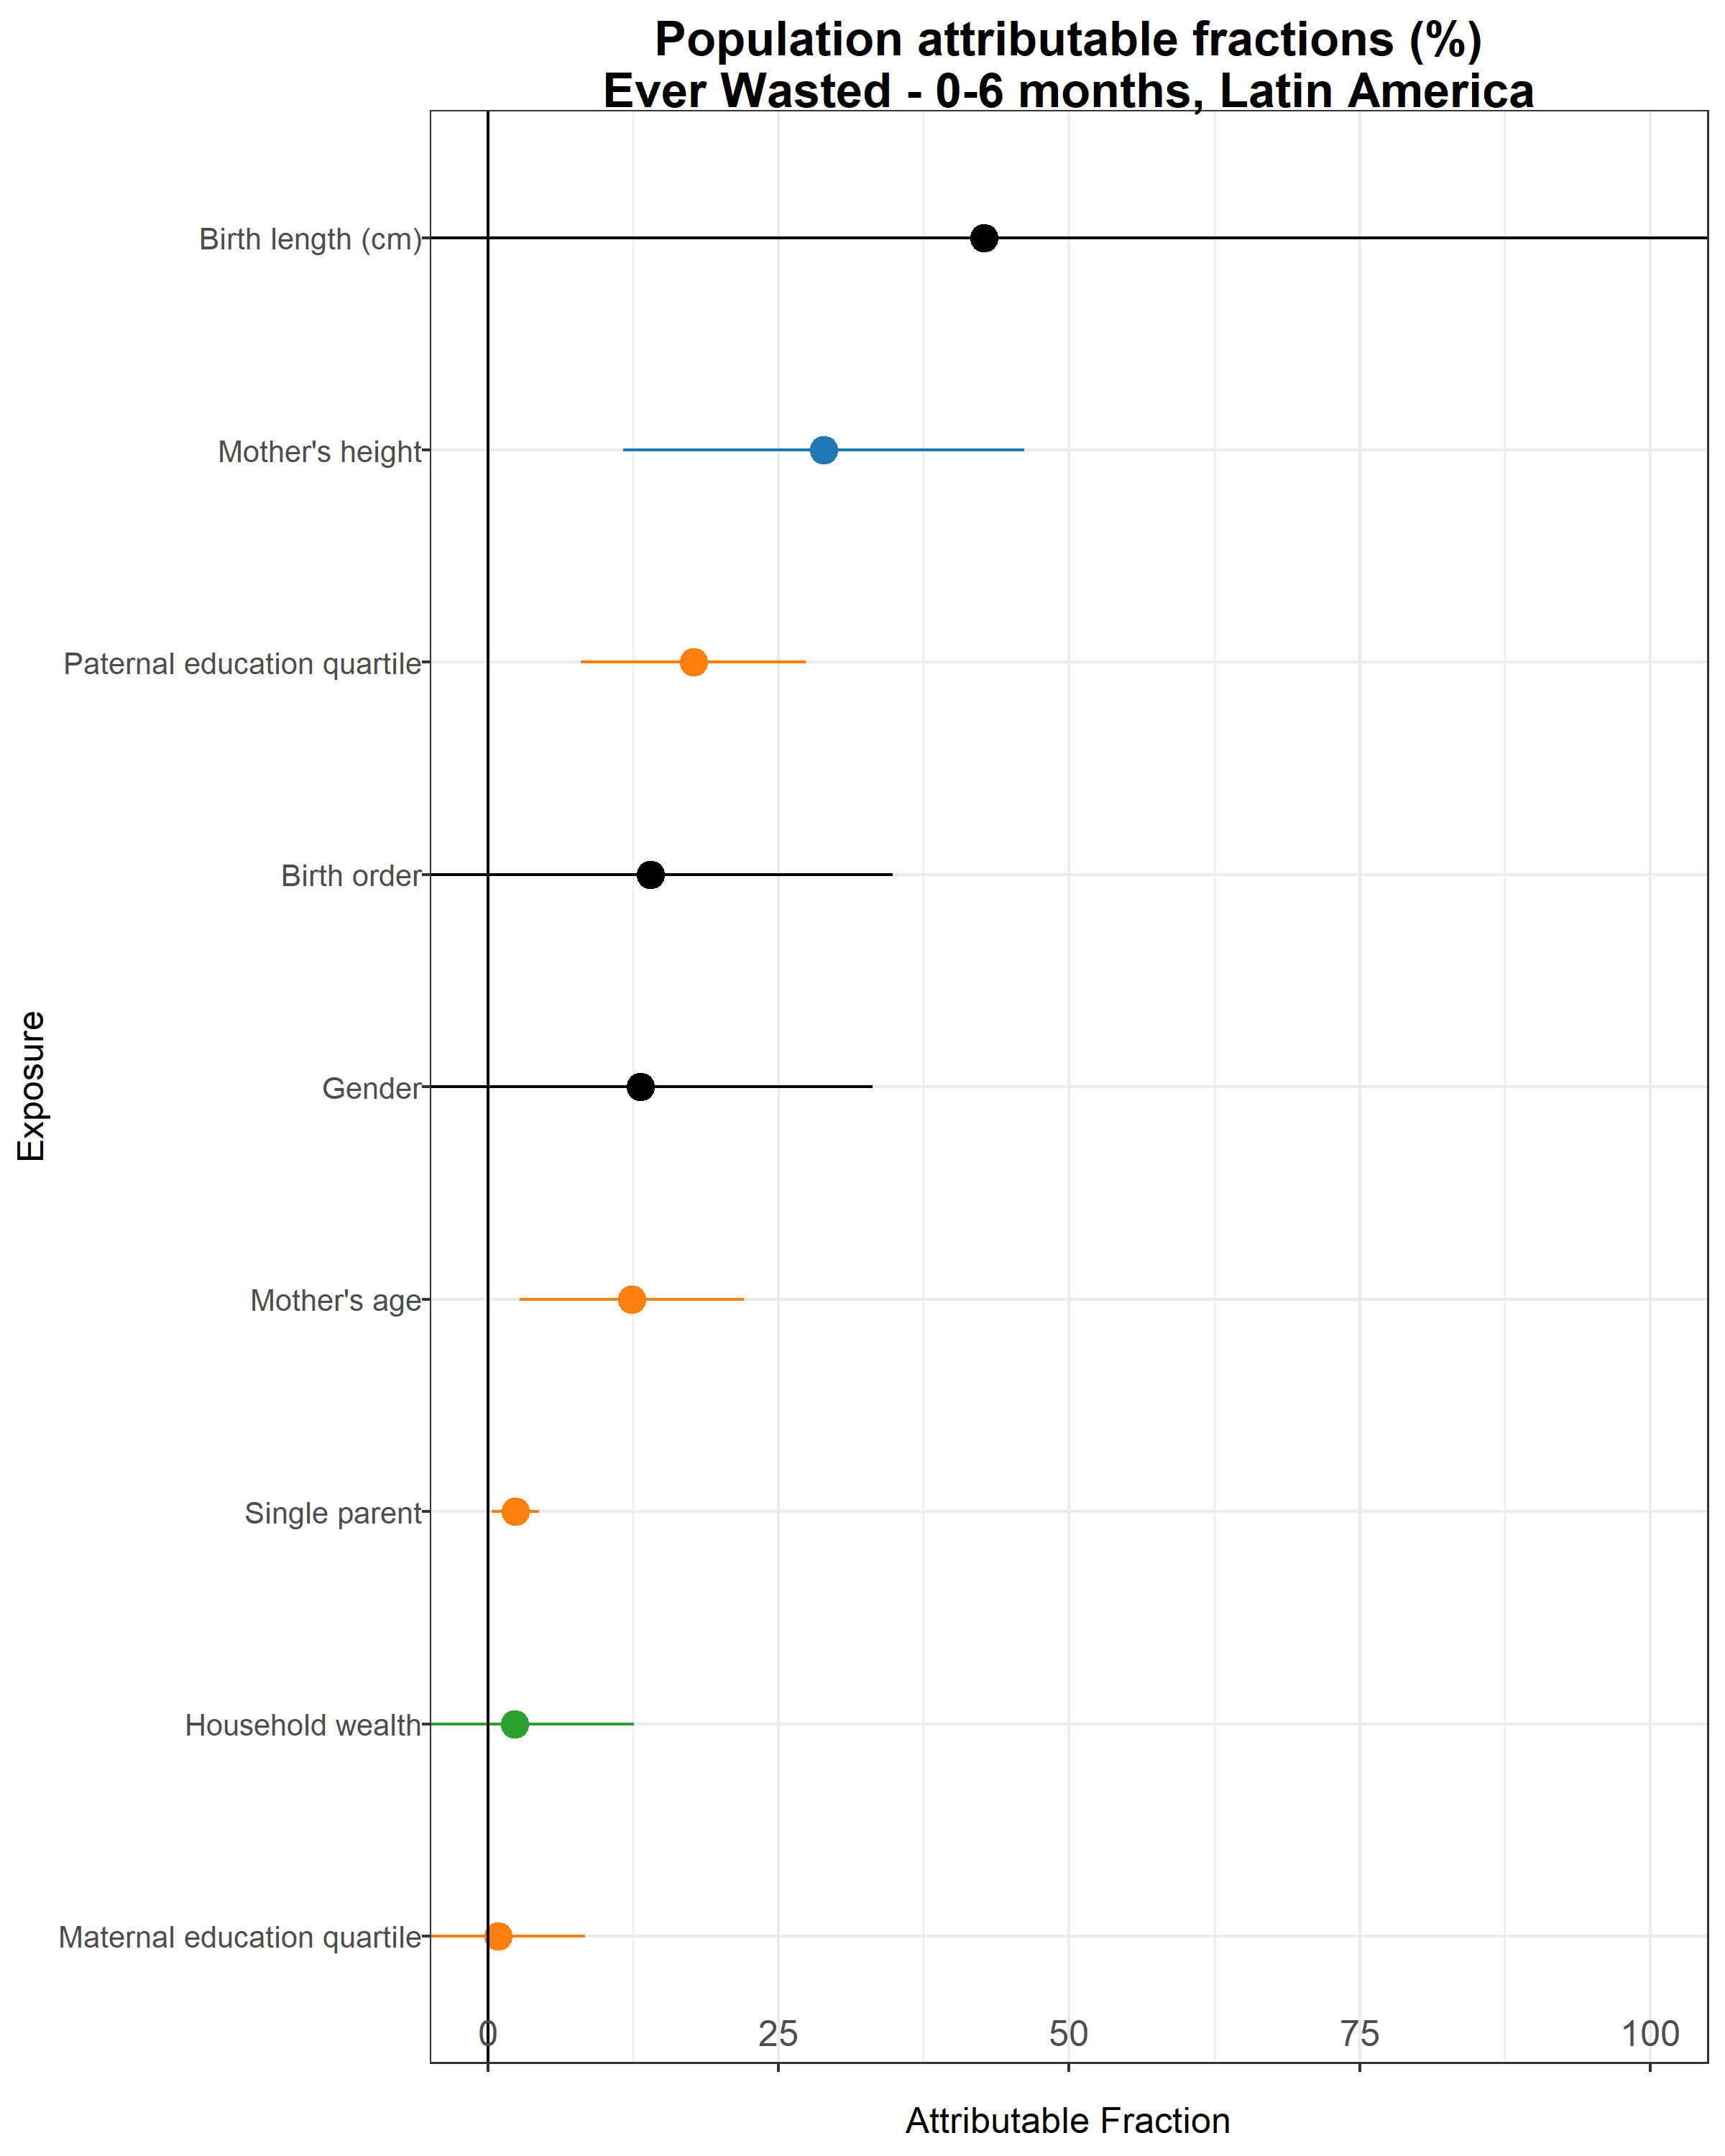 Population attributable fractions (%)
Ever Wasted - 0-6 months, Latin America
Birth length (cm)
Mother's height
Paternal education quartile
Birth order
Gender
Mother's age
Single parent
Household wealth
Maternal education quartile
Exposure
0 25 50 75 100
Attributable Fraction